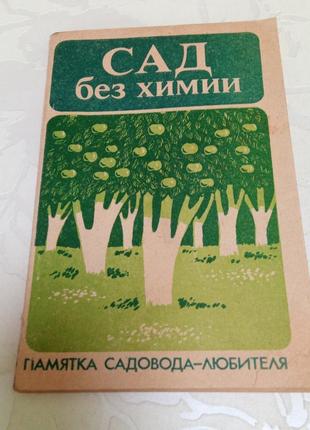 САД
без химии
ПАМЯТКА САДОВОДА-ЛЮБИТЕЛЯ